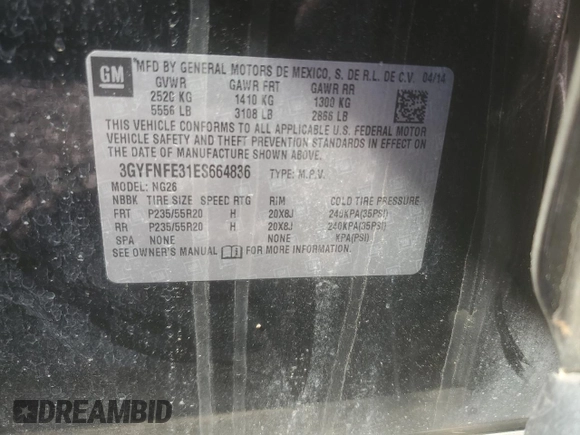 GM
MFD BY GENERAL MOTORS DE MEXICO, S. DE R.L. DE C.V. 04/14
GVWR GAWR FRT GAWR RR
2520 KG 1410 KG 1300 KG
5556 LB 3108 LB 2866 LB
THIS VEHICLE CONFORMS TO ALL APPLICABLE U.S. FEDERAL MOTOR
VEHICLE SAFETY AND THEFT PREVENTION STANDARDS IN EFFECT
ON THE DATE OF MANUFACTURE SHOWN ABOVE.
3GYFNFE31ES664836 TYPE: M.P.V.
MODEL: NG26
NBBK TIRE SIZE SPEED RTG RIM COLD TIRE PRESSURE
FRT P235/55R20 H 20X8J 240KPA(35PSI)
RR P235/55R20 H 20X8J 240KPA(35PSI)
SPA NONE NONE KPA(PSI)
SEE OWNER'S MANUAL FOR MORE INFORMATION.
DREAMBID